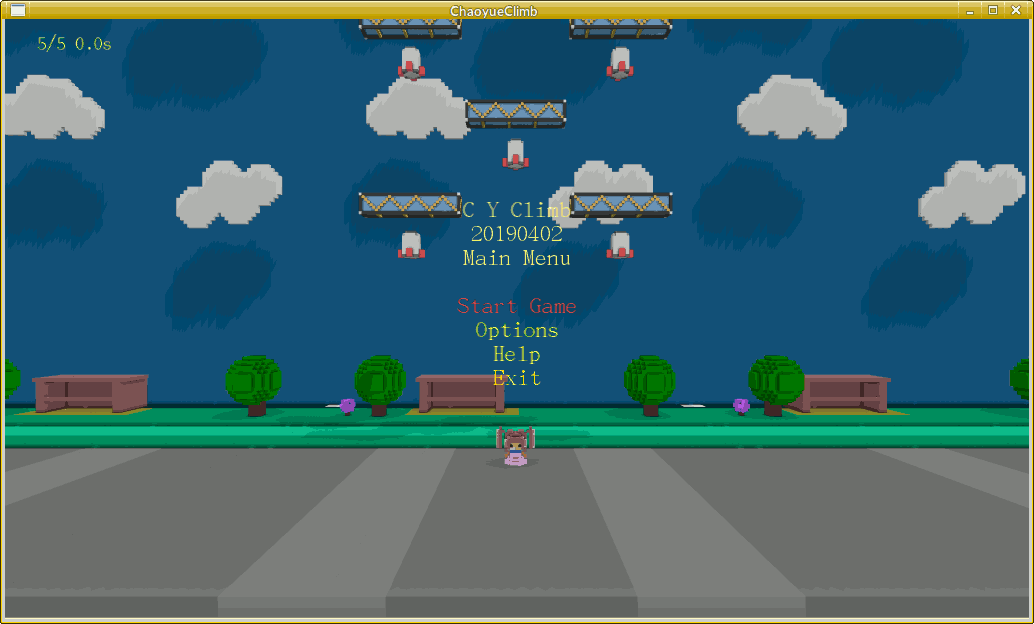 ChaoyueClimb
5/5 0.0s
C Y Climb
20190402
Main Menu
Start Game
Options
Help
Exit